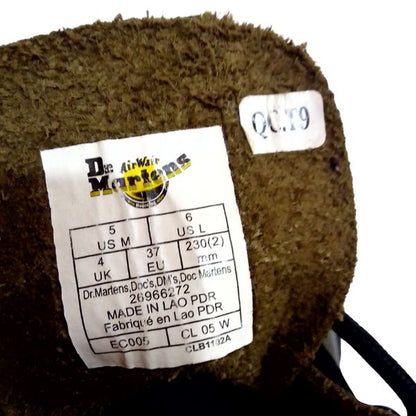 QC.T9
Dr. AirWair
Martens
5 US M 6 US L
4 UK 37 EU 230(2) mm
Dr.Martens,Doc's,DM's,Doc Martens
26966272
MADE IN LAO PDR
Fabriqué en Lao PDR
EC005 CL 05 W
CLB1192A